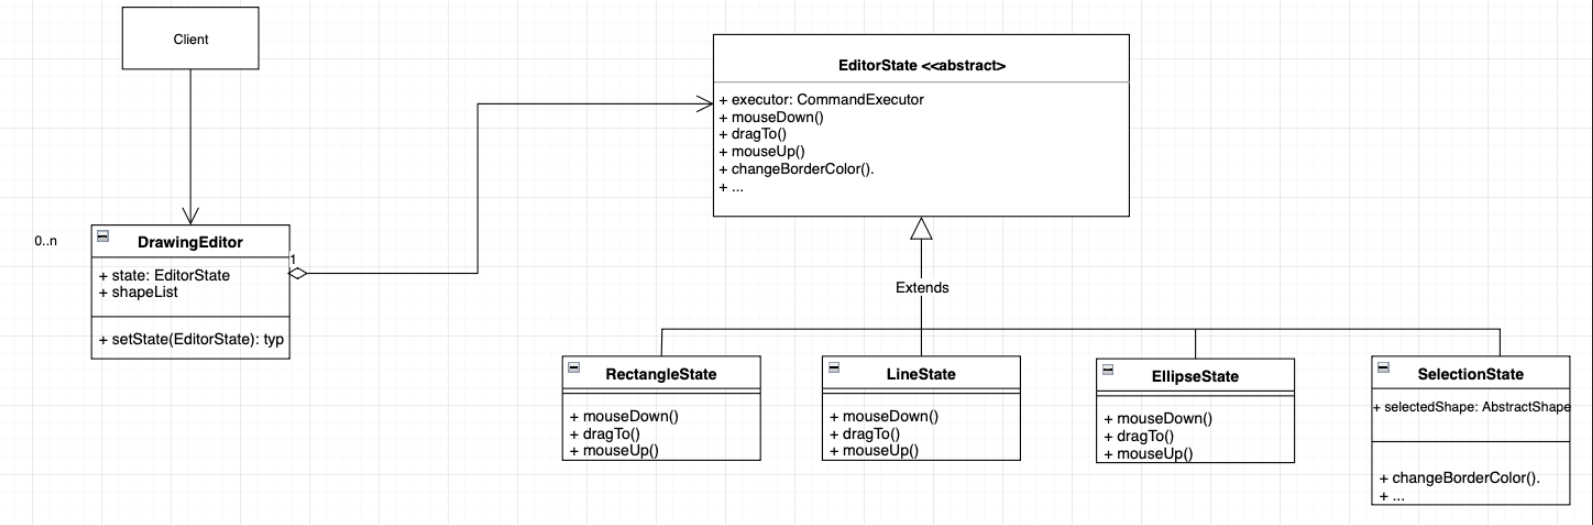 Client
EditorState <<abstract>
+ executor: CommandExecutor
+ mouseDown()
+ dragTo()
+ mouseUp()
+ changeBorderColor().
+ ...
0..n
DrawingEditor
+ state: EditorState
+ shapeList
+ setState(EditorState): typ
1
Extends
RectangleState
+ mouseDown()
+ dragTo()
+ mouseUp()
LineState
+ mouseDown()
+ dragTo()
+ mouseUp()
EllipseState
+ mouseDown()
+ dragTo()
+ mouseUp()
SelectionState
+ selectedShape: AbstractShape
+ changeBorderColor().
+ ...